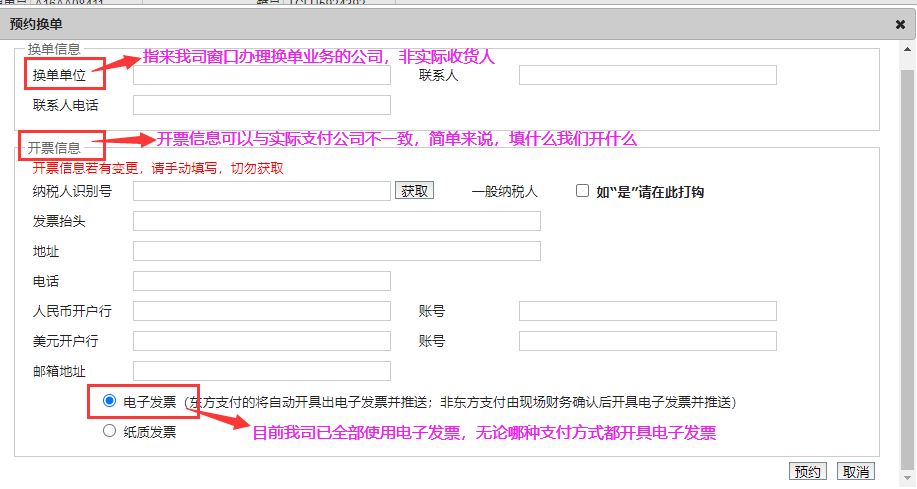 预约换单
换单信息
指来我司窗口办理换单业务的公司，非实际收货人
换单单位 联系人
联系人电话
开票信息可以与实际支付公司不一致，简单来说，填什么我们开什么
开票信息
开票信息若有变更，请手动填写，切勿获取
纳税人识别号 获取 一般纳税人 如“是”请在此打钩
发票抬头
地址
电话
人民币开户行 账号
美元开户行 账号
邮箱地址
电子发票（东方支付的将自动开具出电子发票并推送；非东方支付由现场财务确认后开具电子发票并推送）
纸质发票
目前我司已全部使用电子发票，无论哪种支付方式都开具电子发票
预约 取消